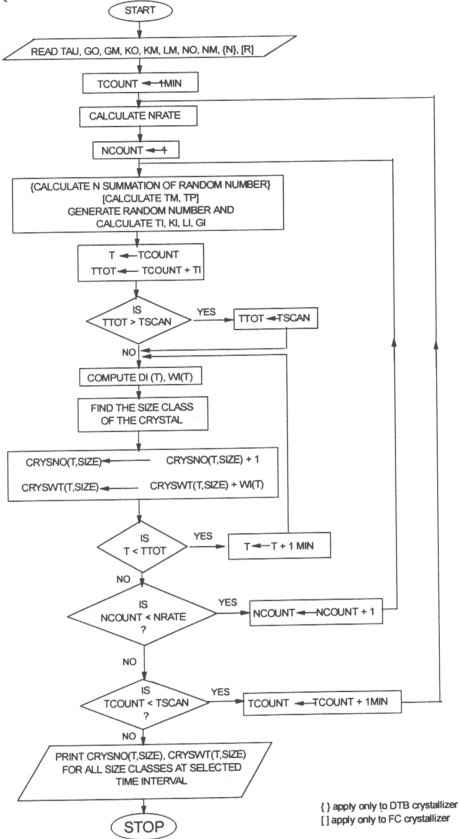 START
READ TAU, GO, GM, KO, KM, LM, NO, NM, {N}, [R]
TCOUNT ← 1MIN
CALCULATE NRATE
NCOUNT ← 1
{CALCULATE N SUMMATION OF RANDOM NUMBER}
[CALCULATE TM, TP]
GENERATE RANDOM NUMBER AND
CALCULATE TI, KI, LI, GI
T ← TCOUNT
TTOT ← TCOUNT + TI
IS
TTOT > TSCAN
YES
TTOT ← TSCAN
NO
COMPUTE DI (T), WI(T)
FIND THE SIZE CLASS
OF THE CRYSTAL
CRYSNO(T,SIZE) ← CRYSNO(T,SIZE) + 1
CRYSWT(T,SIZE) ← CRYSWT(T,SIZE) + WI(T)
IS
T < TTOT
YES
T ← T + 1 MIN
NO
IS
NCOUNT < NRATE
?
YES
NCOUNT ← NCOUNT + 1
NO
IS
TCOUNT < TSCAN
?
YES
TCOUNT ← TCOUNT + 1MIN
NO
PRINT CRYSNO(T,SIZE), CRYSWT(T,SIZE)
FOR ALL SIZE CLASSES AT SELECTED
TIME INTERVAL
STOP
{ } apply only to DTB crystallizer
[ ] apply only to FC crystallizer